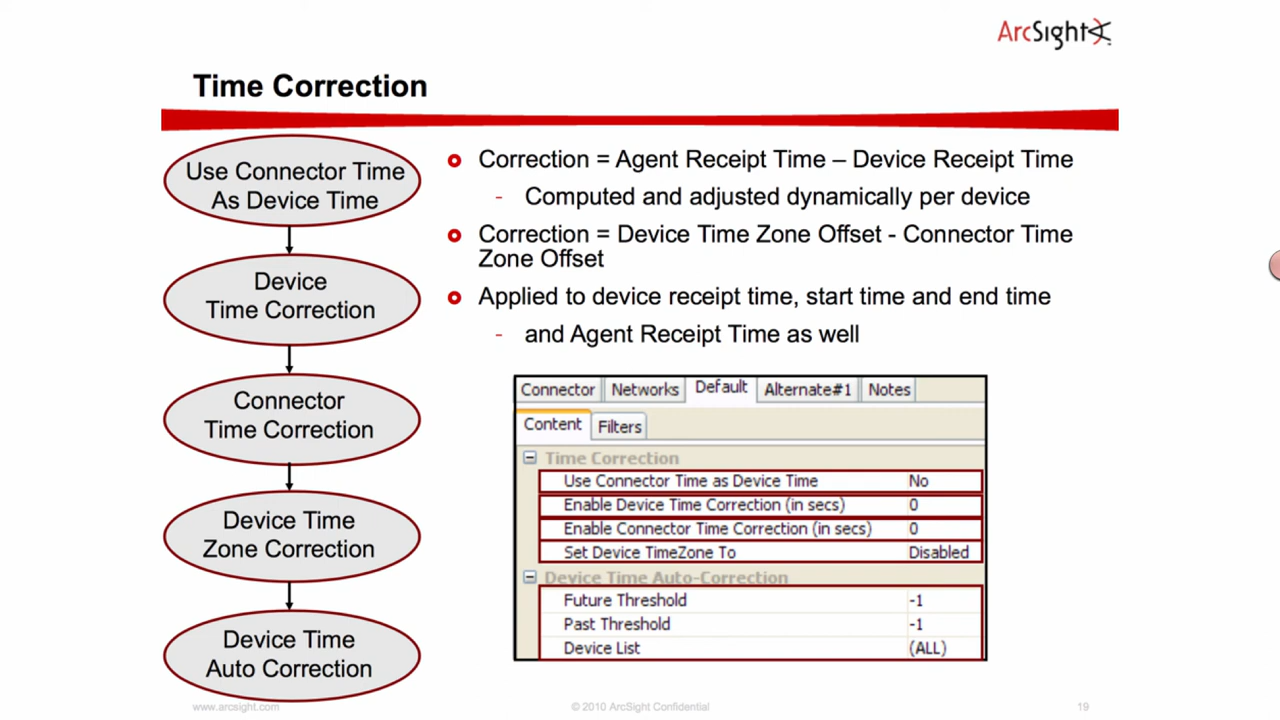 ArcSight
Time Correction
Use Connector Time
As Device Time
Device
Time Correction
Connector
Time Correction
Device Time
Zone Correction
Device Time
Auto Correction
Correction = Agent Receipt Time – Device Receipt Time
- Computed and adjusted dynamically per device
Correction = Device Time Zone Offset - Connector Time
Zone Offset
Applied to device receipt time, start time and end time
- and Agent Receipt Time as well
Connector Networks Default Alternate#1 Notes
Content Filters
Time Correction
Use Connector Time as Device Time No
Enable Device Time Correction (in secs) 0
Enable Connector Time Correction (in secs) 0
Set Device TimeZone To Disabled
Device Time Auto-Correction
Future Threshold -1
Past Threshold -1
Device List (ALL)
www.arcsight.com © 2010 ArcSight Confidential 19